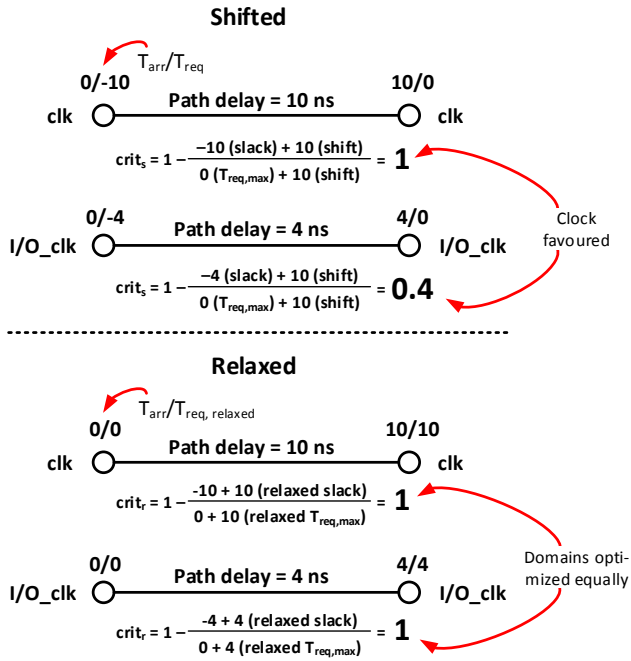 Shifted
T_arr/T_req
0/-10
10/0
Path delay = 10 ns
clk
clk
crit_s = 1 – –10 (slack) + 10 (shift) / 0 (T_req,max) + 10 (shift) = 1
0/-4
4/0
Path delay = 4 ns
I/O_clk
I/O_clk
crit_s = 1 – –4 (slack) + 10 (shift) / 0 (T_req,max) + 10 (shift) = 0.4
Clock
favoured
Relaxed
T_arr/T_req, relaxed
0/0
10/10
Path delay = 10 ns
clk
clk
crit_r = 1 – -10 + 10 (relaxed slack) / 0 + 10 (relaxed T_req,max) = 1
0/0
4/4
Path delay = 4 ns
I/O_clk
I/O_clk
crit_r = 1 – -4 + 4 (relaxed slack) / 0 + 4 (relaxed T_req,max) = 1
Domains opti-
mized equally